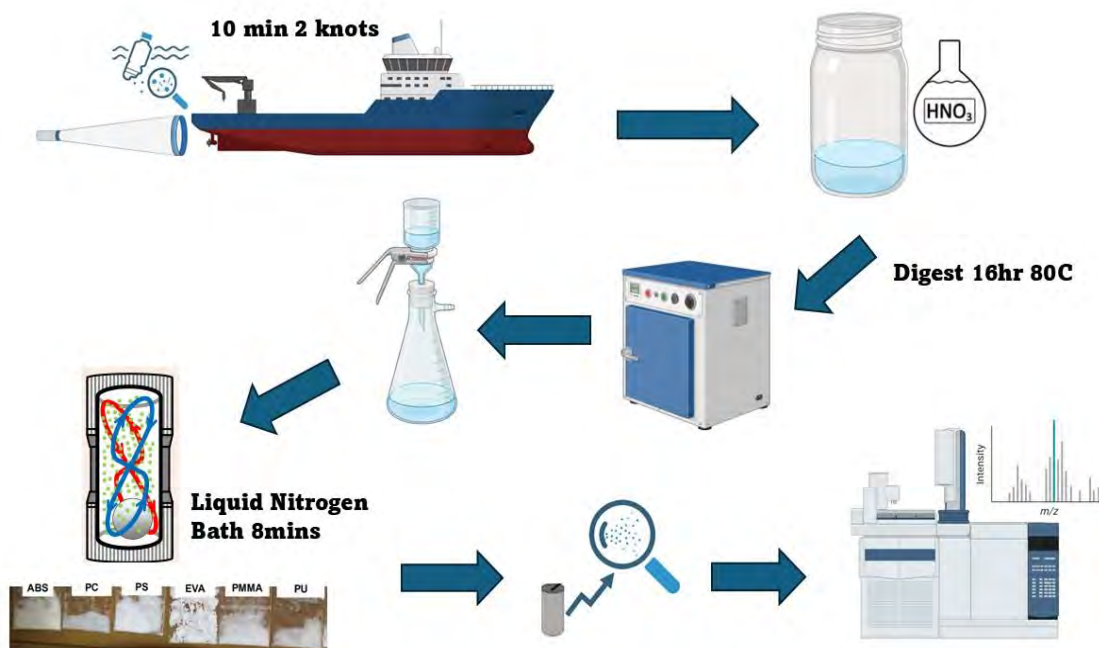 10 min 2 knots
HNO₃
Digest 16hr 80C
Liquid Nitrogen
Bath 8mins
ABS PC PS EVA PMMA PU
Intensity
m/z